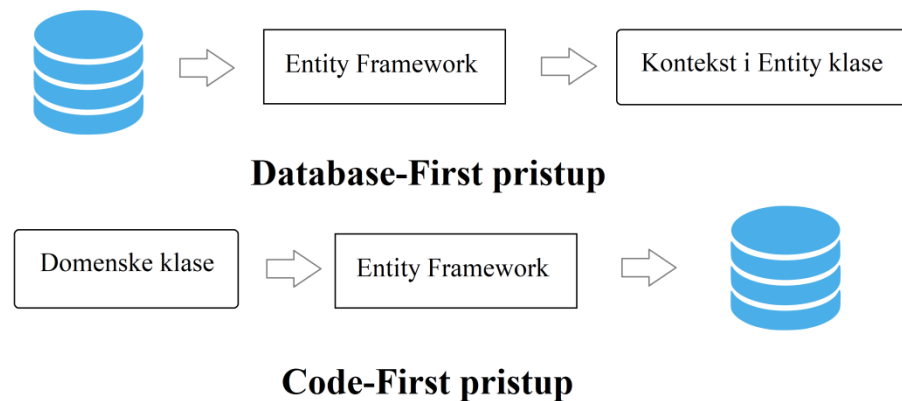 Entity Framework
Kontekst i Entity klase
Database-First pristup
Domenske klase
Entity Framework
Code-First pristup